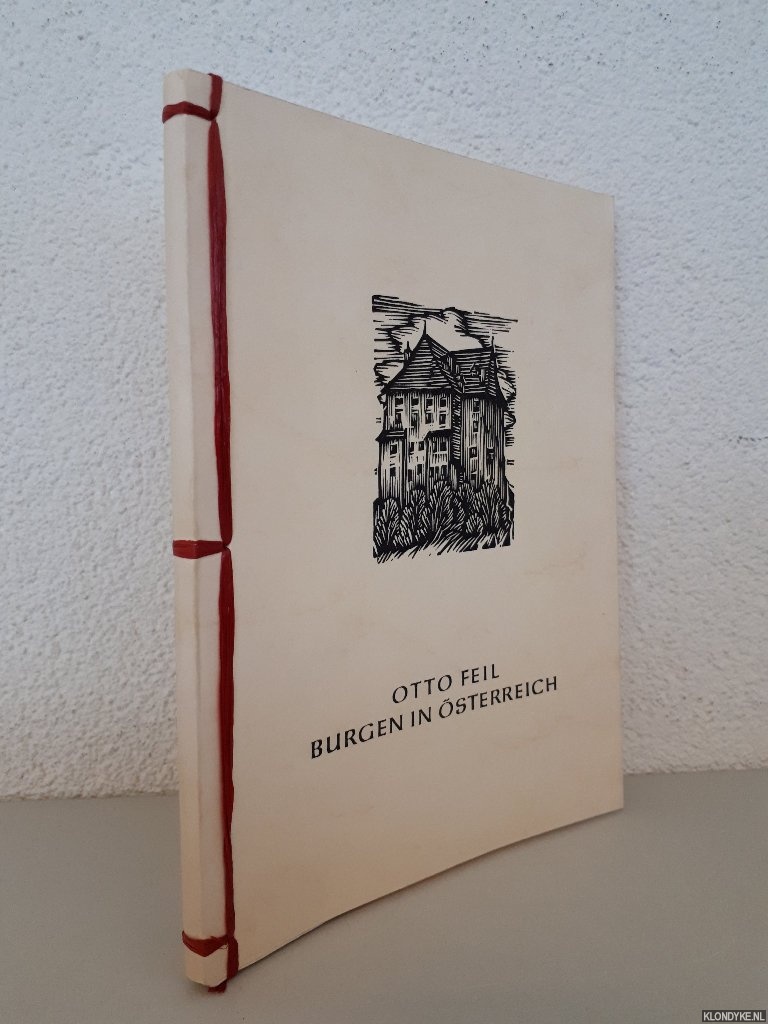 OTTO FEIL
BURGEN IN ÖSTERREICH
KLONDYKE.NL